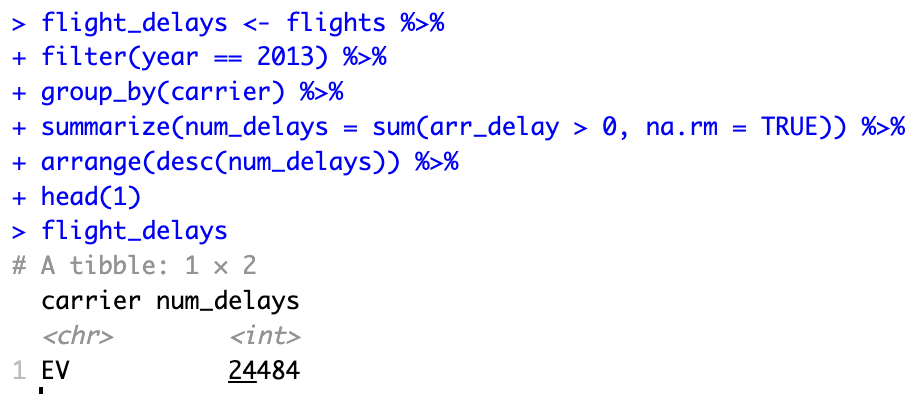 > flight_delays <- flights %>%
+ filter(year == 2013) %>%
+ group_by(carrier) %>%
+ summarize(num_delays = sum(arr_delay > 0, na.rm = TRUE)) %>%
+ arrange(desc(num_delays)) %>%
+ head(1)
> flight_delays
# A tibble: 1 × 2
  carrier num_delays
  <chr>        <int>
1 EV           24484